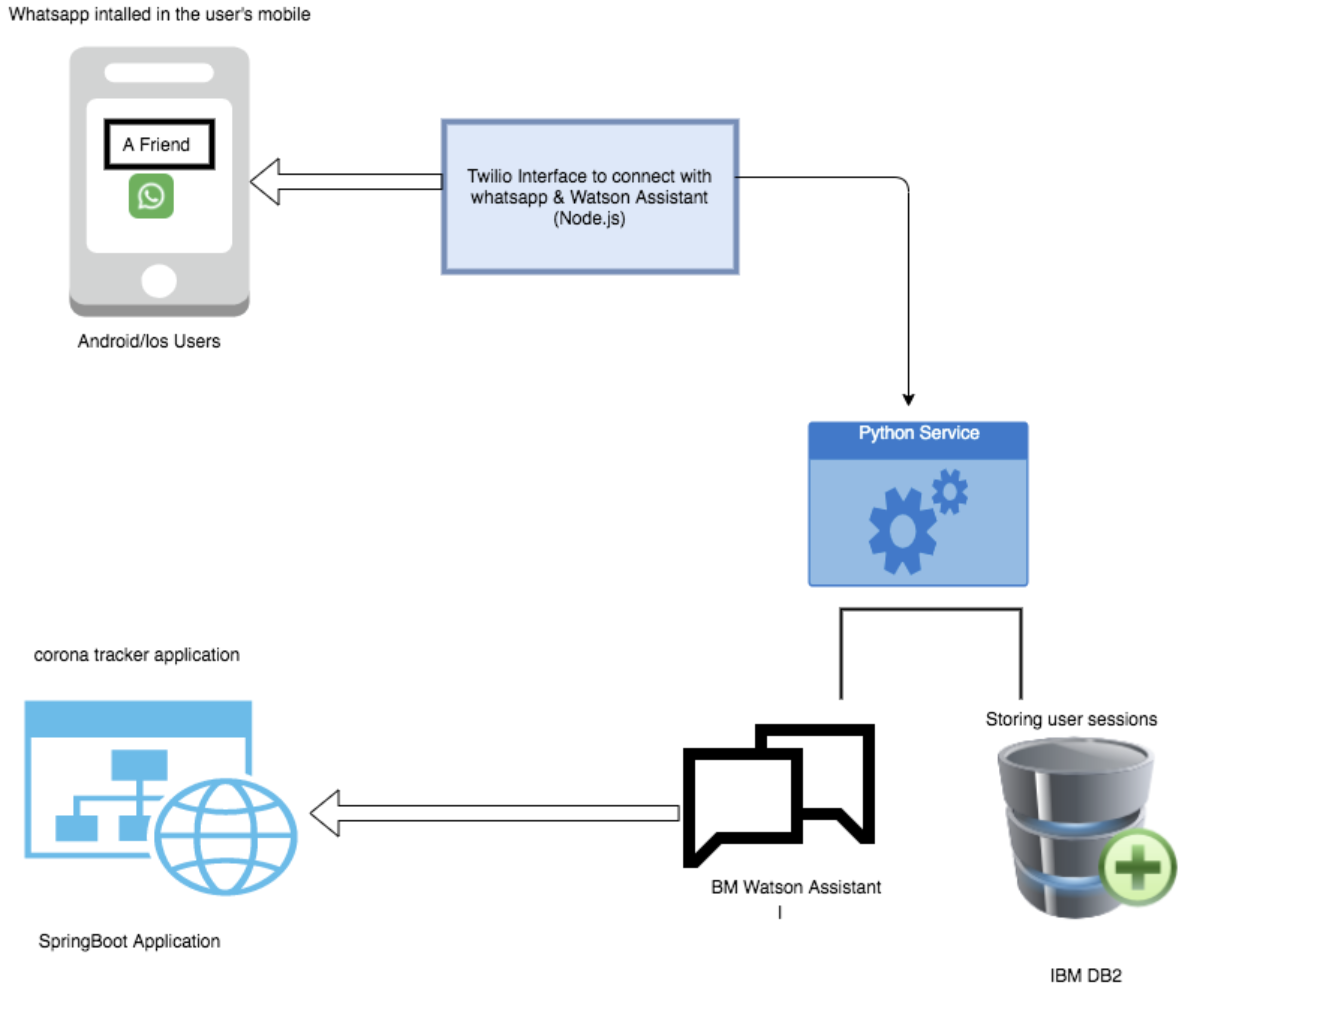 Whatsapp intalled in the user's mobile
A Friend
Twilio Interface to connect with
whatsapp & Watson Assistant
(Node.js)
Android/Ios Users
Python Service
corona tracker application
Storing user sessions
BM Watson Assistant
I
SpringBoot Application
IBM DB2